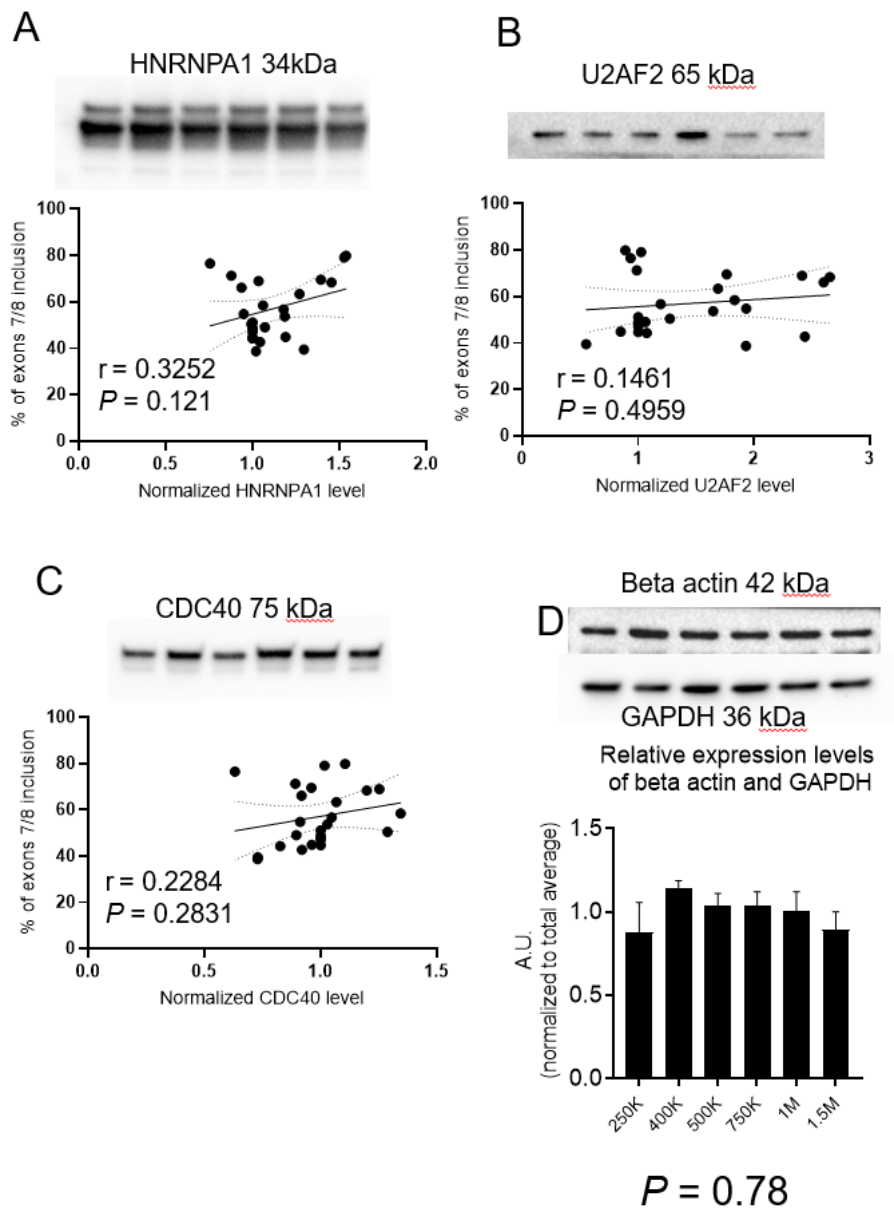 A
HNRNPA1 34kDa
100
80
60
40
20
0
% of exons 7/8 inclusion
r = 0.3252
P = 0.121
0.0 0.5 1.0 1.5 2.0
Normalized HNRNPA1 level
B
U2AF2 65 kDa
100
80
60
40
20
0
% of exons 7/8 inclusion
r = 0.1461
P = 0.4959
0 1 2 3
Normalized U2AF2 level
C
CDC40 75 kDa
100
80
60
40
20
0
% of exons 7/8 inclusion
r = 0.2284
P = 0.2831
0.0 0.5 1.0 1.5
Normalized CDC40 level
D
Beta actin 42 kDa
GAPDH 36 kDa
Relative expression levels
of beta actin and GAPDH
1.5
1.0
0.5
0.0
A.U.
(normalized to total average)
250K 400K 500K 750K 1M 1.5M
P = 0.78